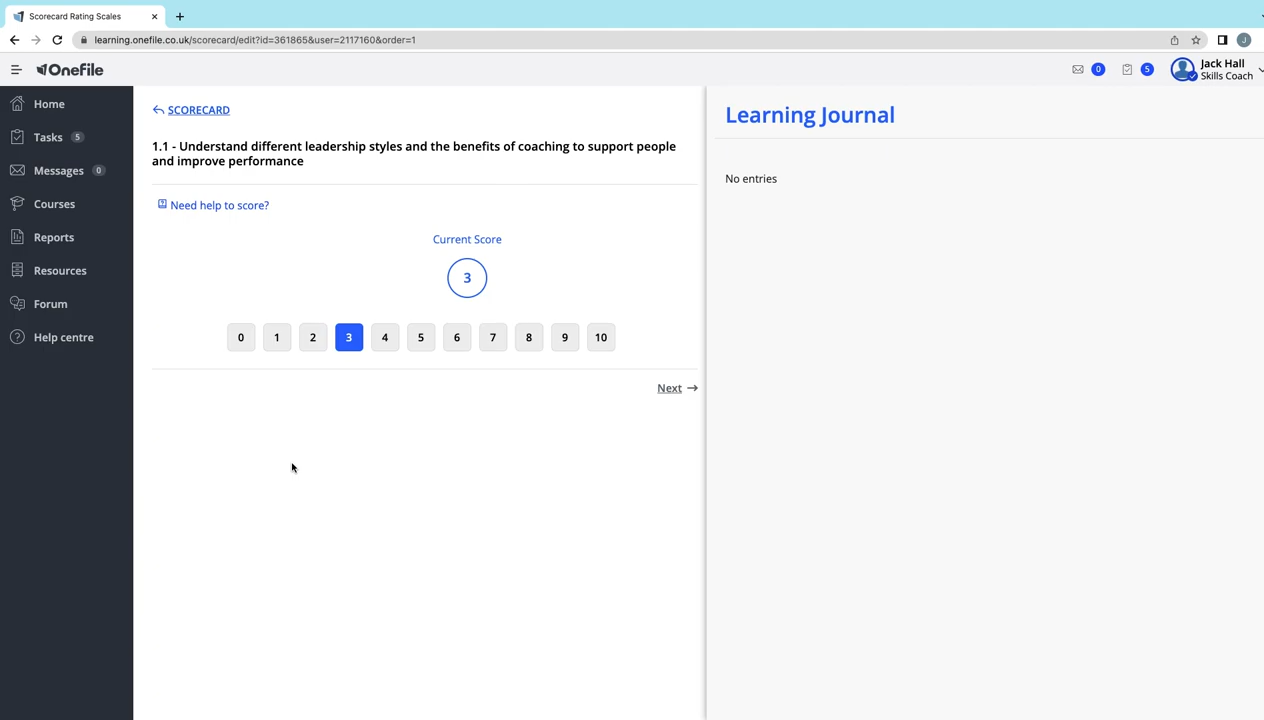 Scorecard Rating Scales
learning.onefile.co.uk/scorecard/edit?id=361865&user=2117160&order=1
J
Onefile
0
5
Jack Hall
Skills Coach
Home
Tasks 5
Messages 0
Courses
Reports
Resources
Forum
Help centre
SCORECARD
1.1 - Understand different leadership styles and the benefits of coaching to support people
and improve performance
Need help to score?
Current Score
3
0 1 2 3 4 5 6 7 8 9 10
Next
Learning Journal
No entries